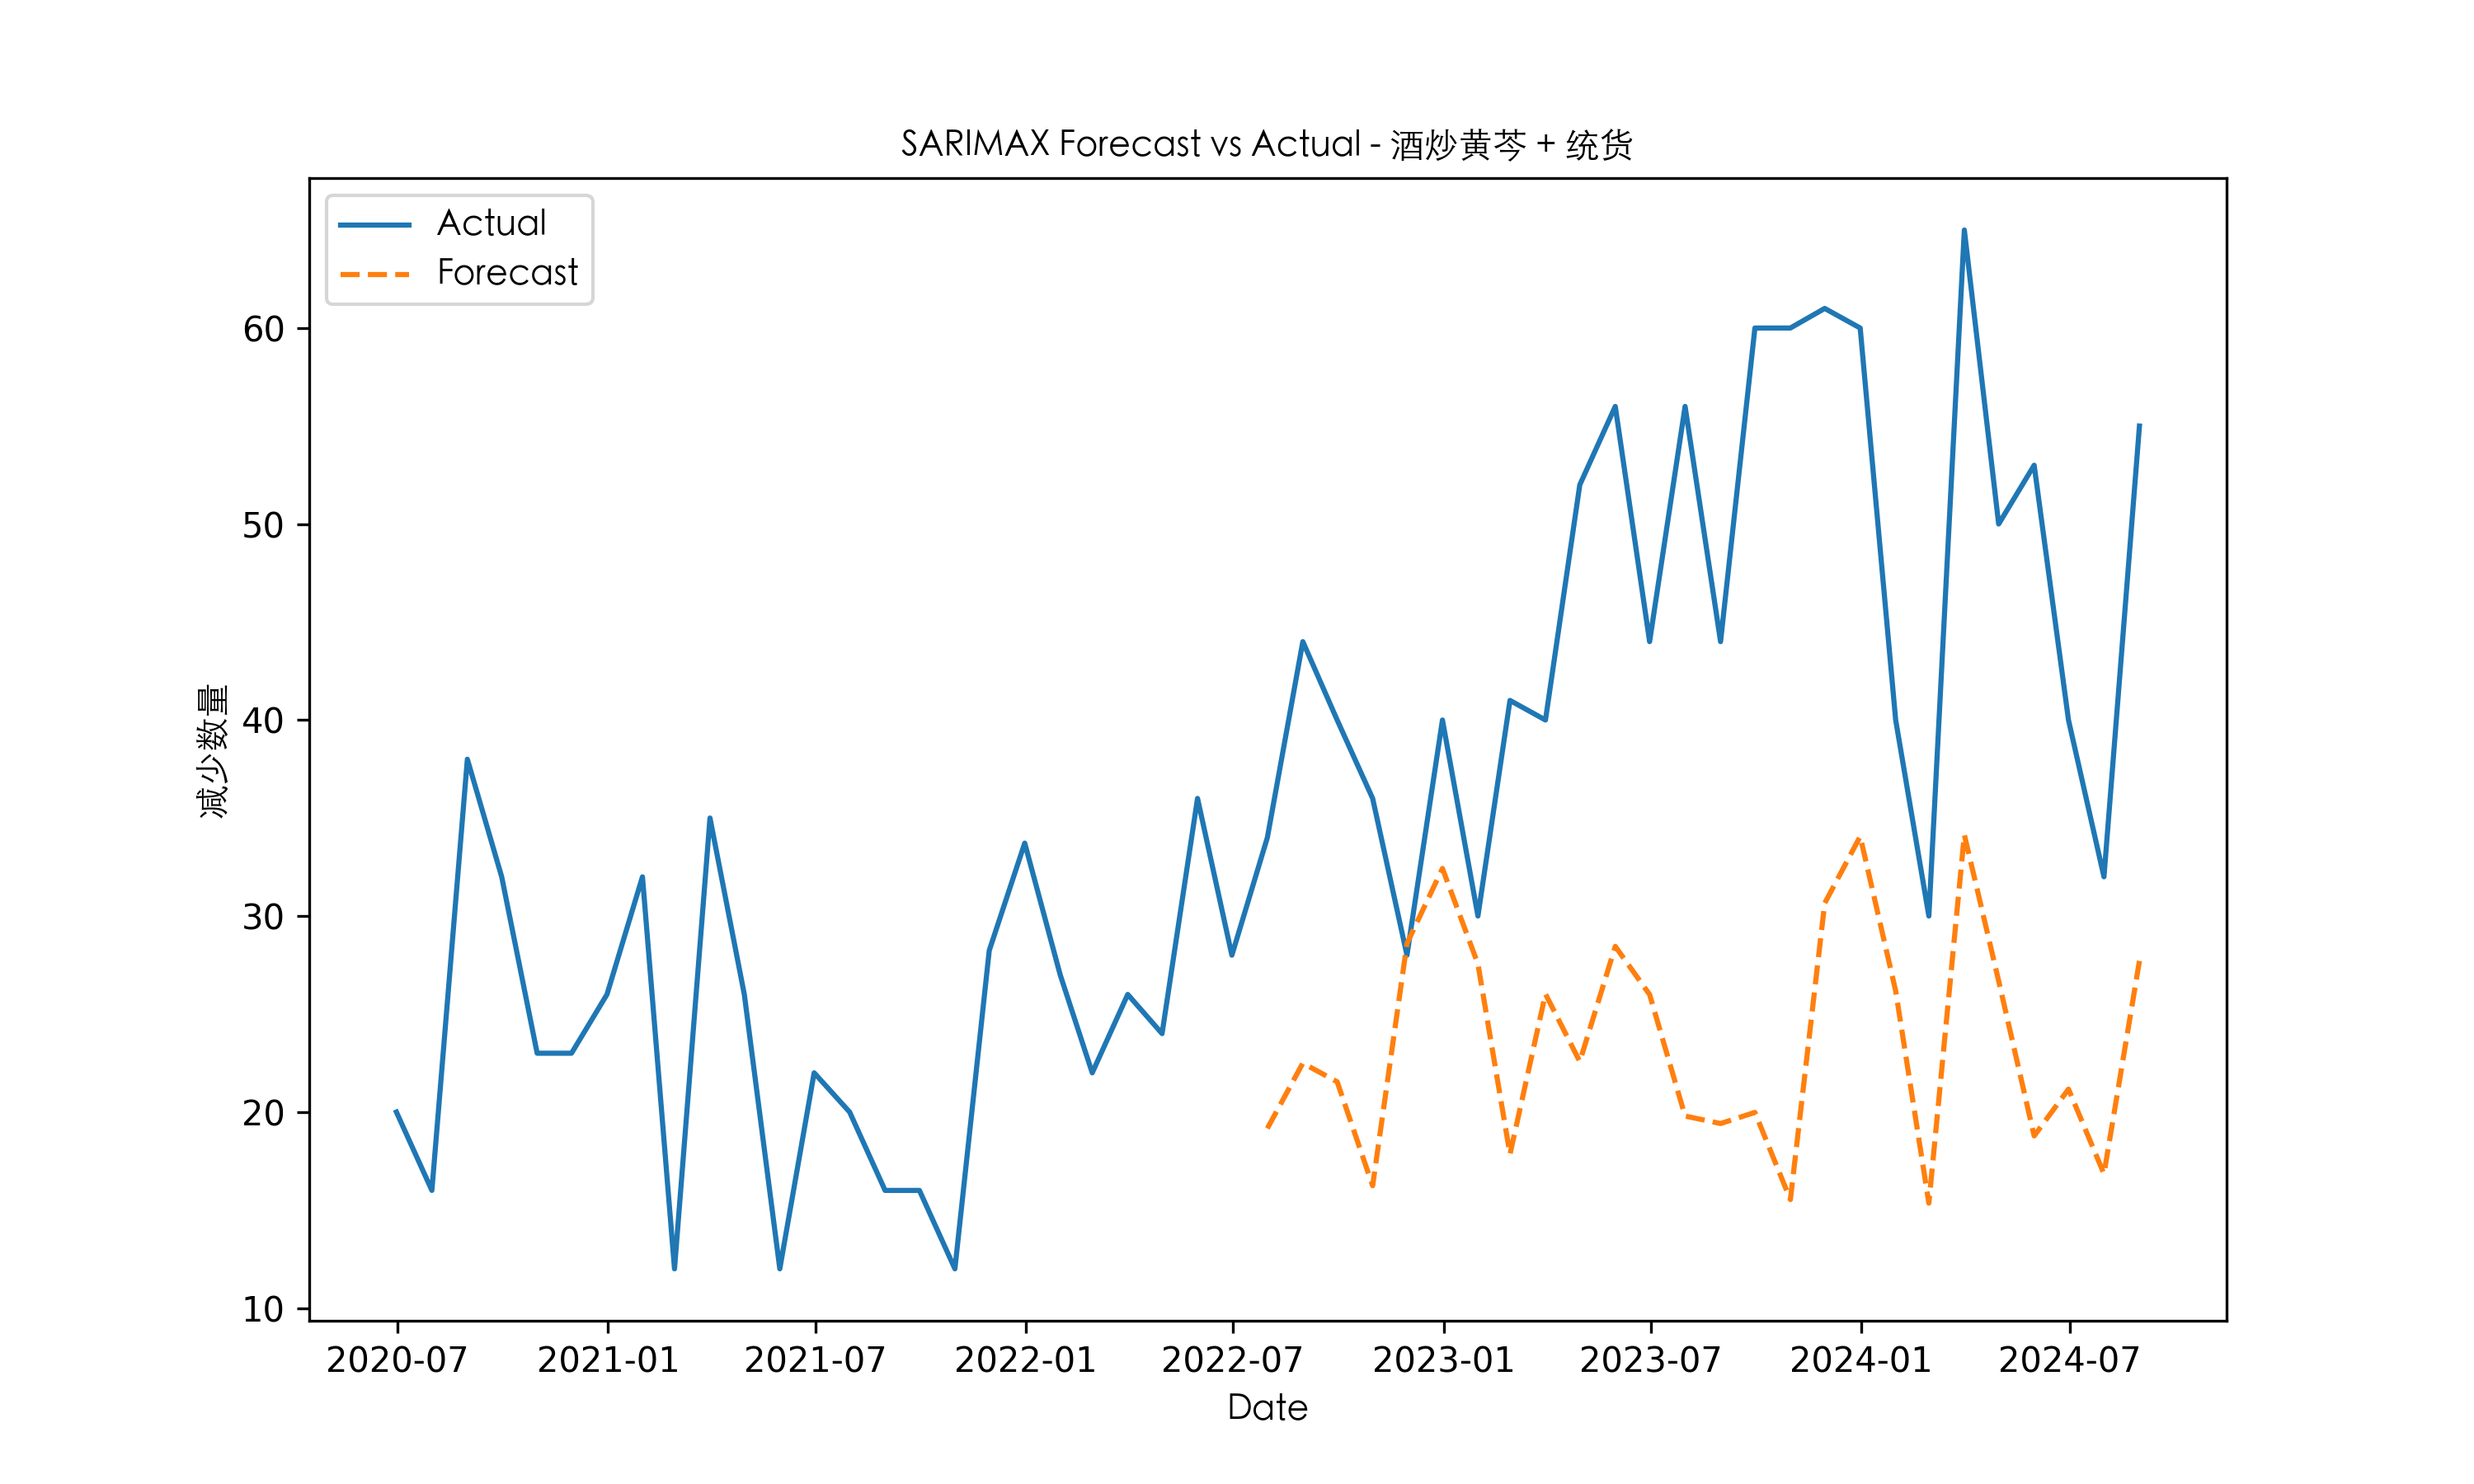 SARIMAX Forecast vs Actual - 酒炒黄芩 + 统货
Actual
Forecast
减少数量
60
50
40
30
20
10
2020-07 2021-01 2021-07 2022-01 2022-07 2023-01 2023-07 2024-01 2024-07
Date